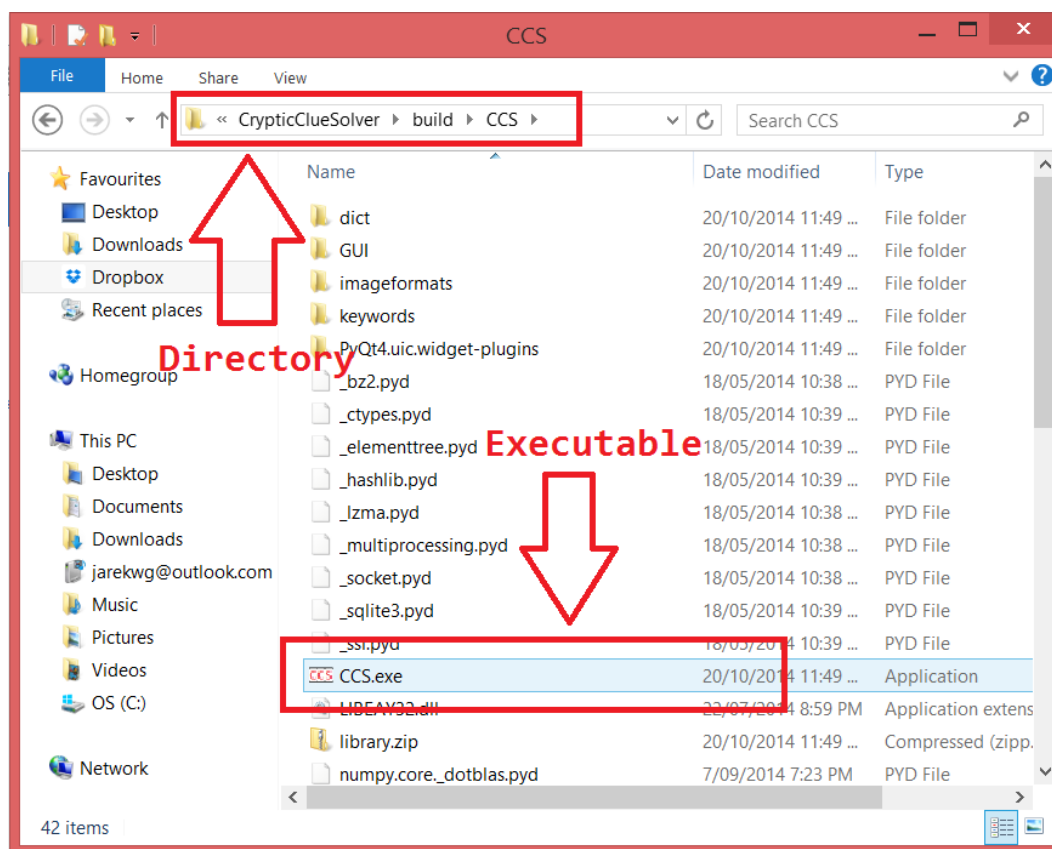 CCS
File Home Share View
« CrypticClueSolver build CCS Search CCS
Name Date modified Type
Favourites
Desktop
Downloads
Dropbox
Recent places
Homegroup
This PC
Desktop
Documents
Downloads
jarekwg@outlook.com
Music
Pictures
Videos
OS (C:)
Network
dict 20/10/2014 11:49 ... File folder
GUI 20/10/2014 11:49 ... File folder
imageformats 20/10/2014 11:49 ... File folder
keywords 20/10/2014 11:49 ... File folder
PyQt4.uic.widget-plugins 20/10/2014 11:49 ... File folder
Directory
_bz2.pyd 18/05/2014 10:38 ... PYD File
_ctypes.pyd 18/05/2014 10:39 ... PYD File
_elementtree.pyd 18/05/2014 10:39 ... PYD File
Executable
_hashlib.pyd 18/05/2014 10:39 ... PYD File
_lzma.pyd 18/05/2014 10:38 ... PYD File
_multiprocessing.pyd 18/05/2014 10:38 ... PYD File
_socket.pyd 18/05/2014 10:38 ... PYD File
_sqlite3.pyd 18/05/2014 10:39 ... PYD File
_ssl.pyd 18/05/2014 10:39 ... PYD File
CCS CCS.exe 20/10/2014 11:49 ... Application
LIBEAY32.dll 22/07/2014 8:59 PM Application extens
library.zip 20/10/2014 11:49 ... Compressed (zipp.
numpy.core._dotblas.pyd 7/09/2014 7:23 PM PYD File
42 items